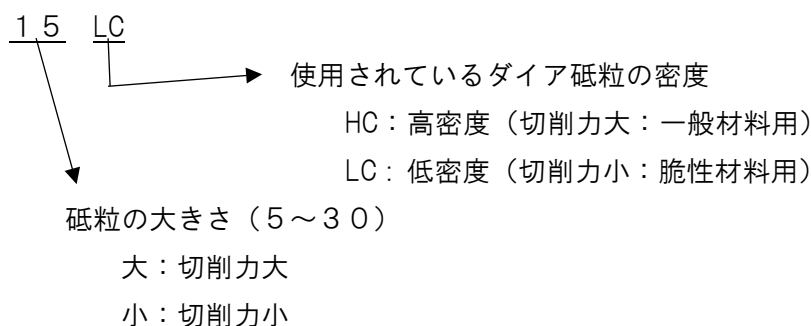 １５ LC
使用されているダイア砥粒の密度
HC：高密度（切削力大：一般材料用）
LC：低密度（切削力小：脆性材料用）
砥粒の大きさ（５～３０）
大：切削力大
小：切削力小